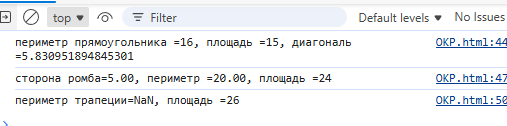 top Filter Default levels No Issues
периметр прямоугольника =16, площадь =15, диагональ OKP.html:44
=5.830951894845301
сторона ромба=5.00, периметр =20.00, площадь =24 OKP.html:47
периметр трапеции=NaN, площадь =26 OKP.html:50